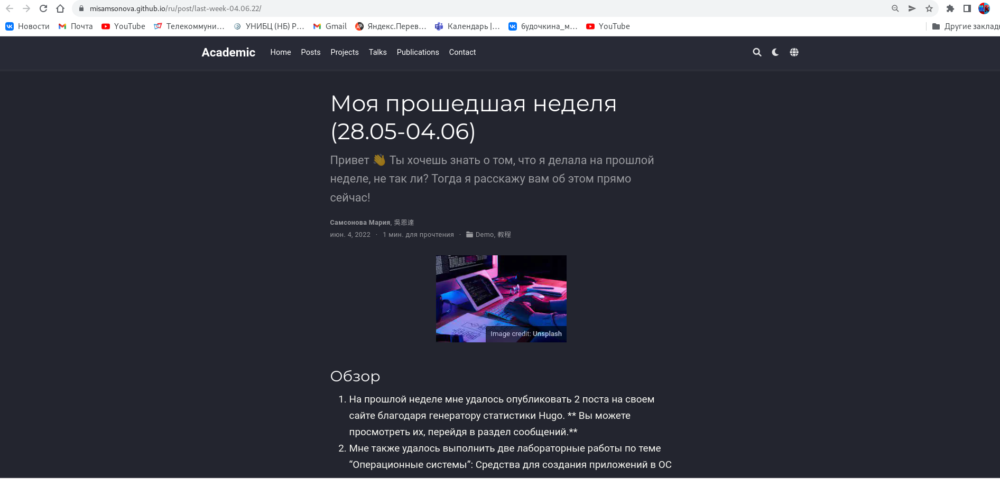 misamsonova.github.io/ru/post/last-week-04.06.22/
Новости Почта YouTube Телекоммуни... УНИБЦ (НБ) Р... Gmail Яндекс.Перев... Календарь |... будочкина_м... YouTube Другие заклад
Academic Home Posts Projects Talks Publications Contact
Моя прошедшая неделя
(28.05-04.06)
Привет 👋 Ты хочешь знать о том, что я делала на прошлой
неделе, не так ли? Тогда я расскажу вам об этом прямо
сейчас!
Самсонова Мария, 吳恩達
июн. 4, 2022 · 1 мин. для прочтения · Demo, 教程
Image credit: Unsplash
Обзор
1. На прошлой неделе мне удалось опубликовать 2 поста на своем
сайте благодаря генератору статистики Hugo. ** Вы можете
просмотреть их, перейдя в раздел сообщений.**
2. Мне также удалось выполнить две лабораторные работы по теме
“Операционные системы”: Средства для создания приложений в ОС